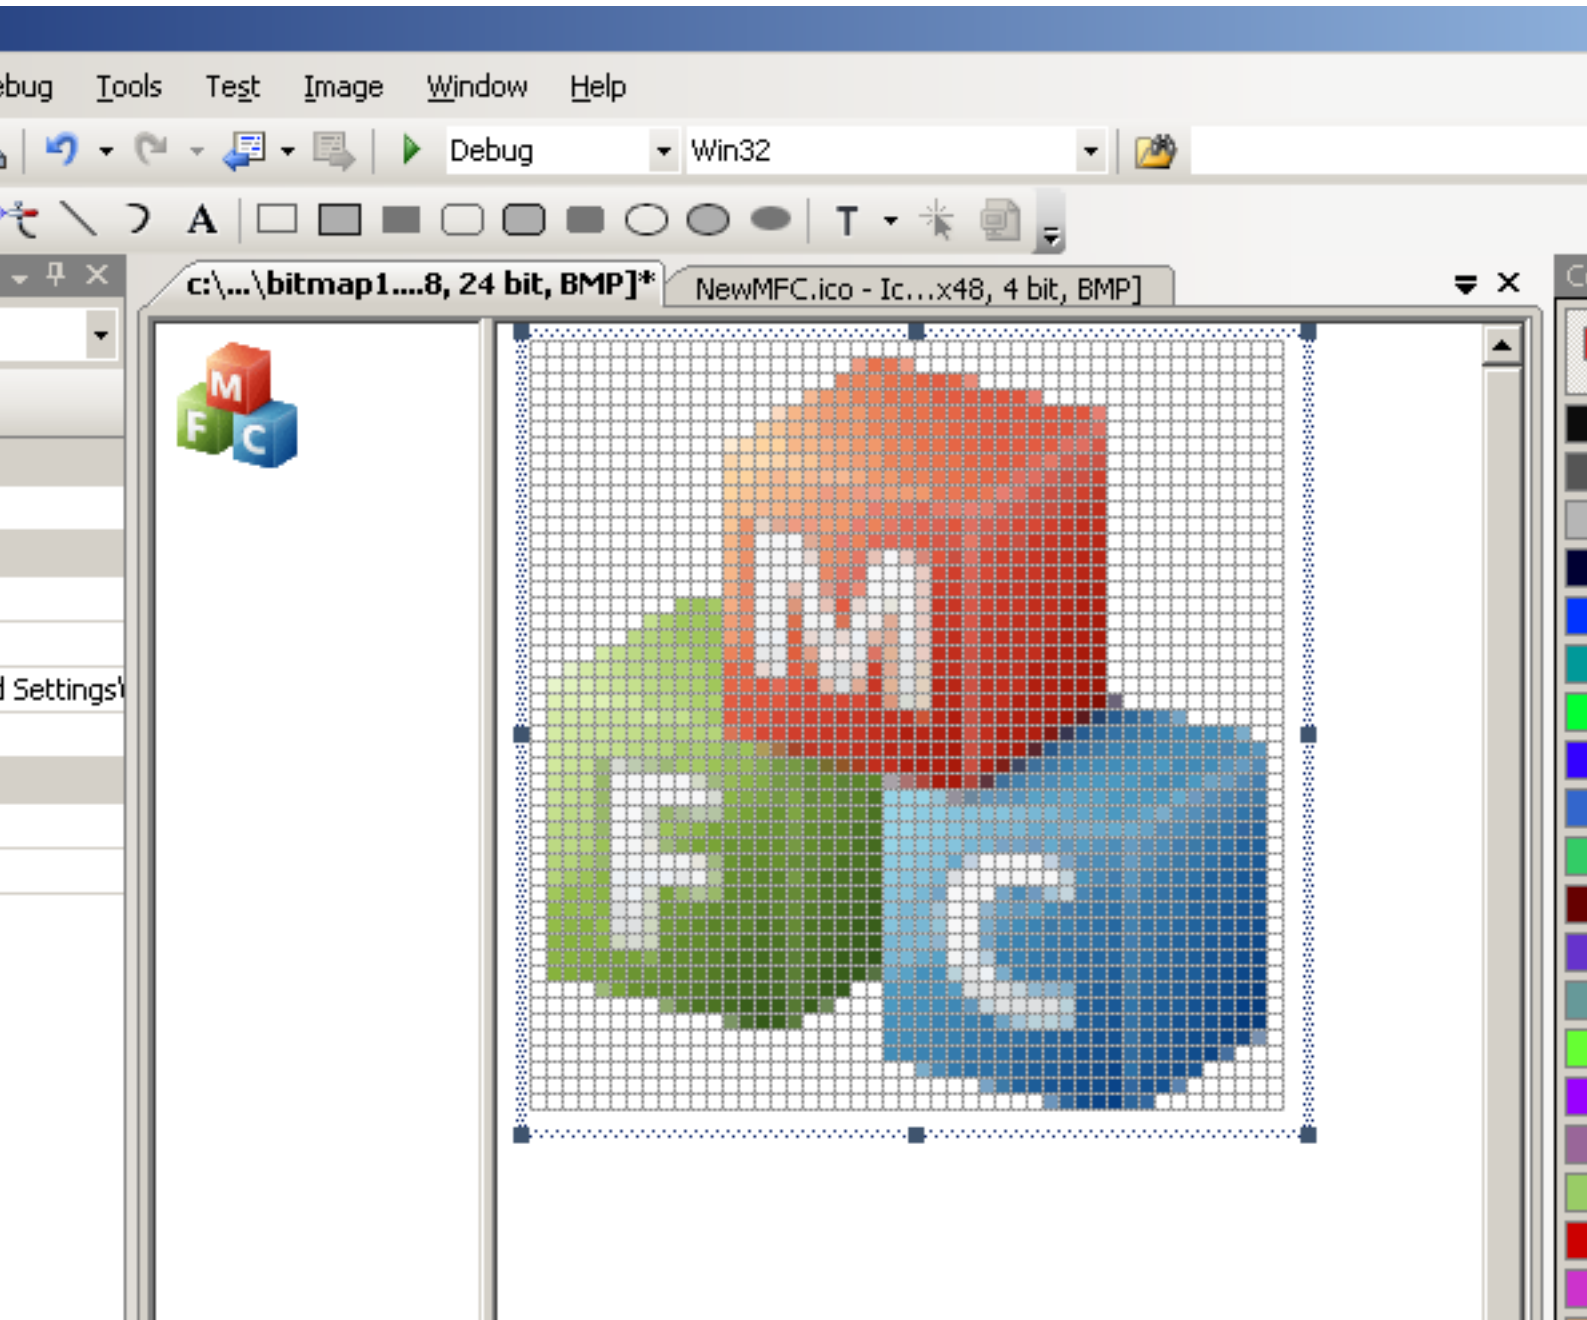 ebug Tools Test Image Window Help
Debug Win32
A T
c:\...\bitmap1....8, 24 bit, BMP]* NewMFC.ico - Ic...x48, 4 bit, BMP]
M
F C
M
F C
d Settings\